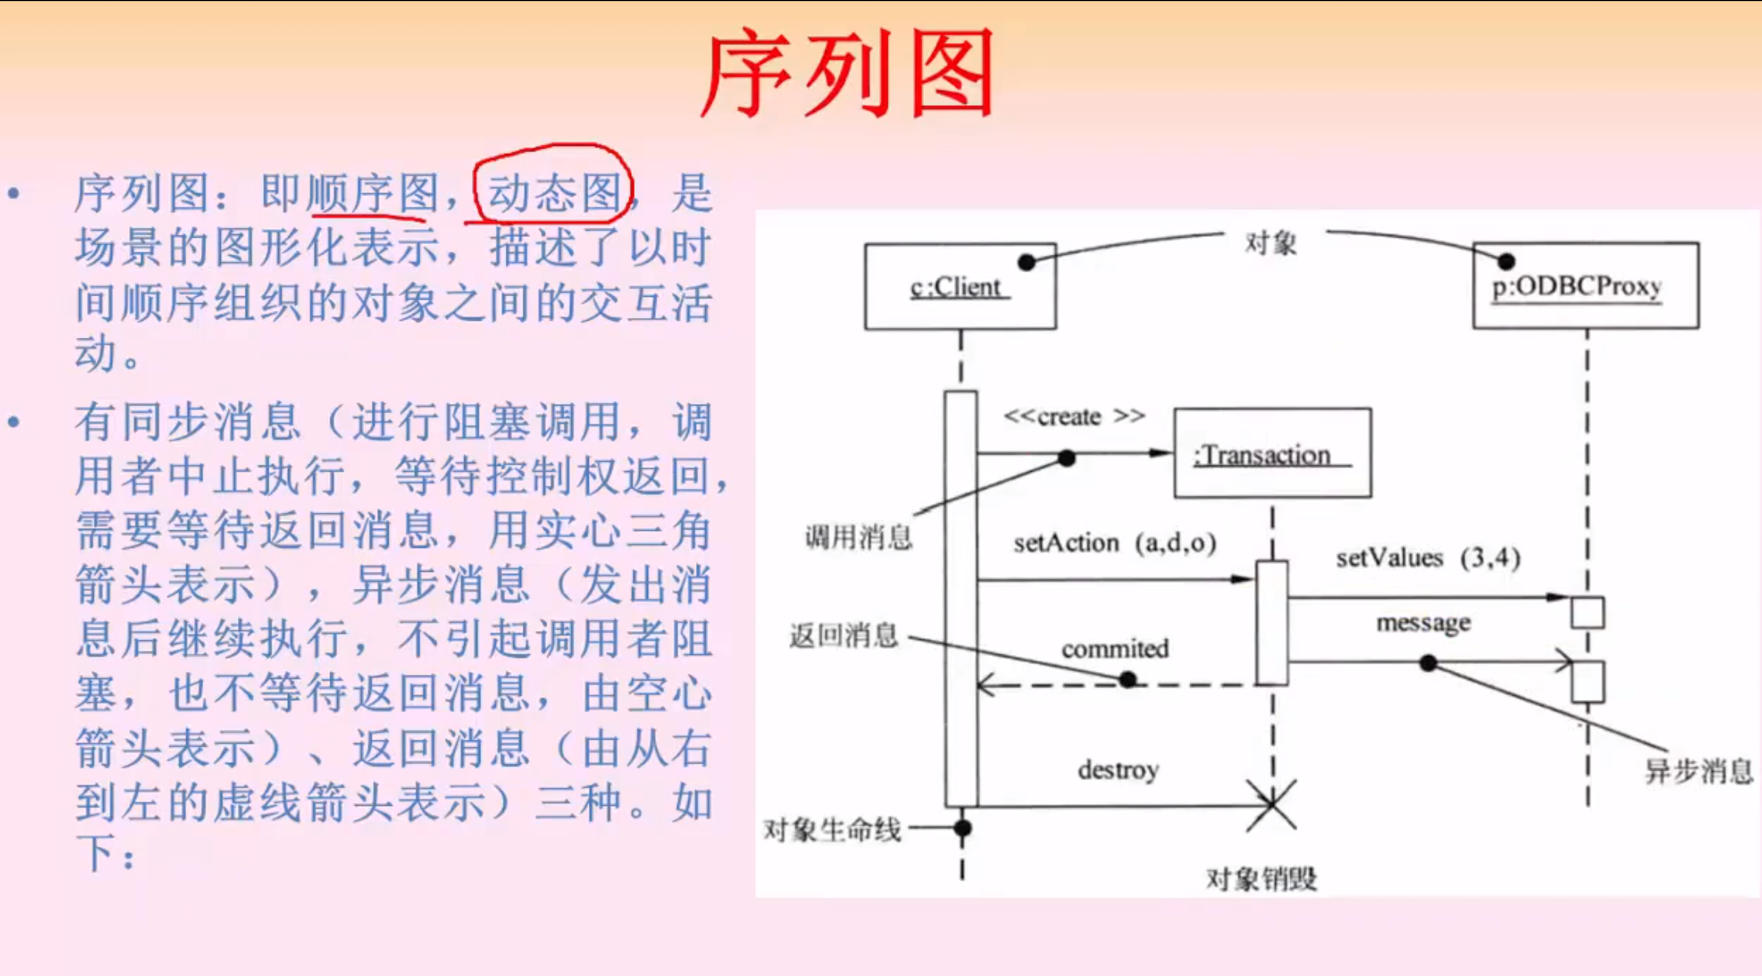 序列图
• 序列图：即顺序图，动态图，是
场景的图形化表示，描述了以时
间顺序组织的对象之间的交互活
动。
• 有同步消息（进行阻塞调用，调
用者中止执行，等待控制权返回，
需要等待返回消息，用实心三角
箭头表示），异步消息（发出消
息后继续执行，不引起调用者阻
塞，也不等待返回消息，由空心
箭头表示）、返回消息（由从右
到左的虚线箭头表示）三种。如
下：
对象
c:Client
p:ODBCProxy
<<create >>
:Transaction
调用消息
setAction (a,d,o)
setValues (3,4)
message
返回消息
commited
异步消息
destroy
对象生命线
对象销毁